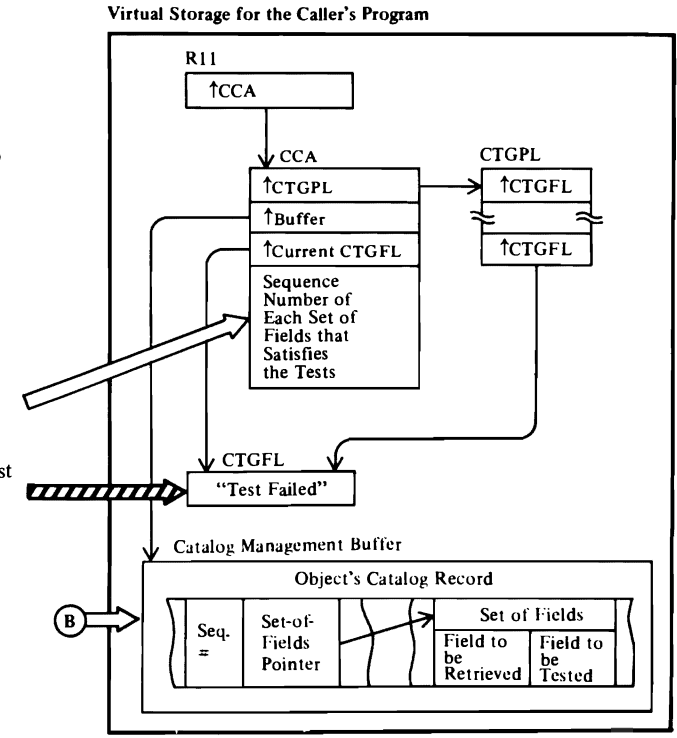 Virtual Storage for the Caller's Program
R11
↑CCA
CCA
CTGPL
↑CTGPL
↑CTGFL
↑Buffer
↑Current CTGFL
↑CTGFL
Sequence
Number of
Each Set of
Fields that
Satisfies
the Tests
st
CTGFL
“Test Failed”
Catalog Management Buffer
Object's Catalog Record
B
Seq.
=
Set-of-
Fields
Pointer
Set of Fields
Field to
be
Retrieved
Field to
be
Tested